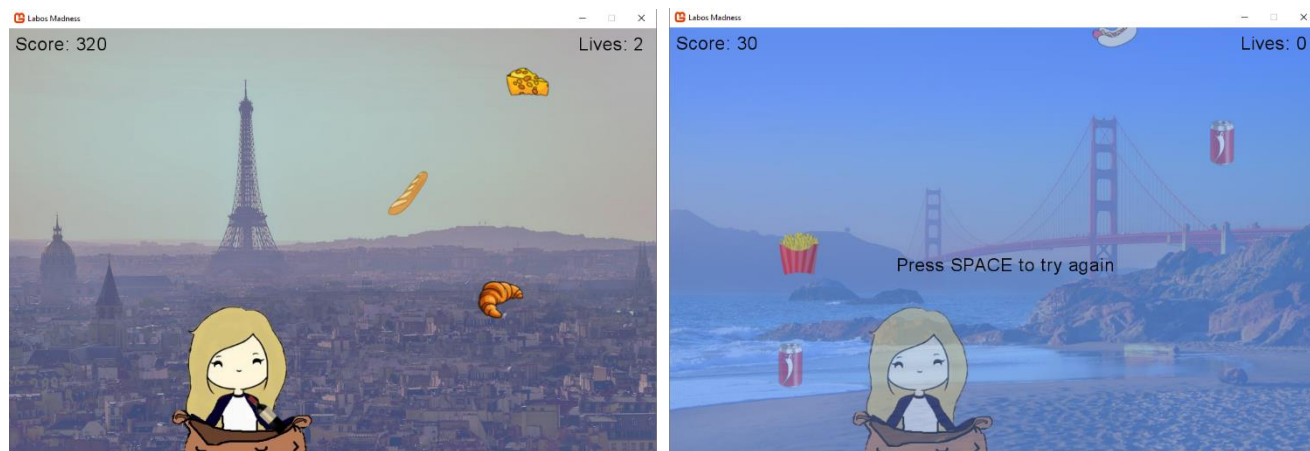 Labos Madness
Score: 320
Lives: 2
Labos Madness
Score: 30
Lives: 0
Press SPACE to try again